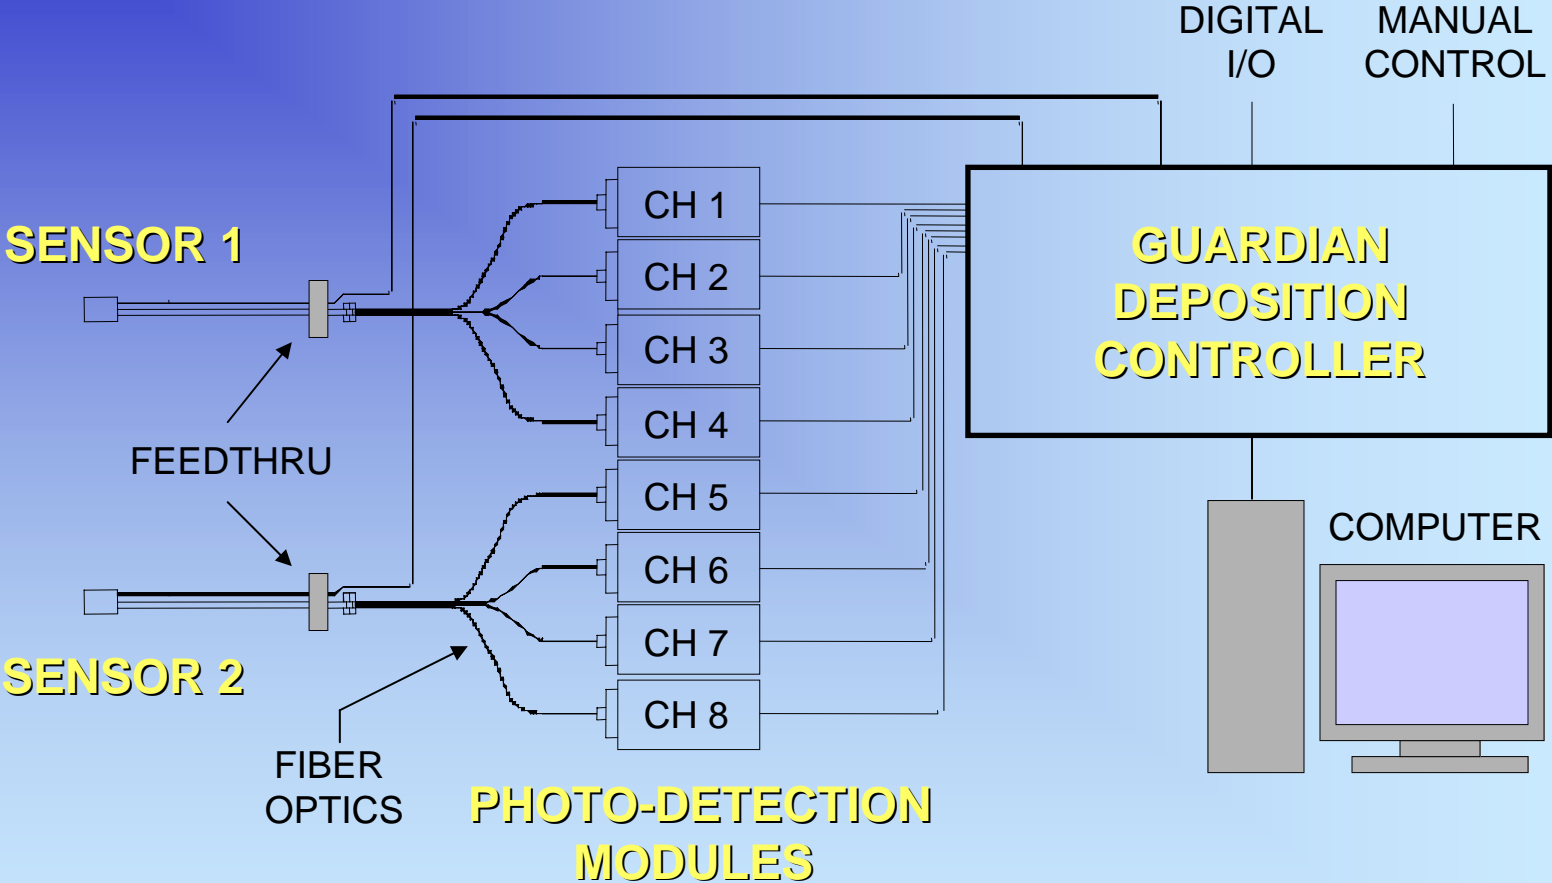 DIGITAL
I/O
MANUAL
CONTROL
SENSOR 1
CH 1
CH 2
CH 3
CH 4
CH 5
CH 6
CH 7
CH 8
GUARDIAN
DEPOSITION
CONTROLLER
FEEDTHRU
COMPUTER
SENSOR 2
FIBER
OPTICS
PHOTO-DETECTION
MODULES